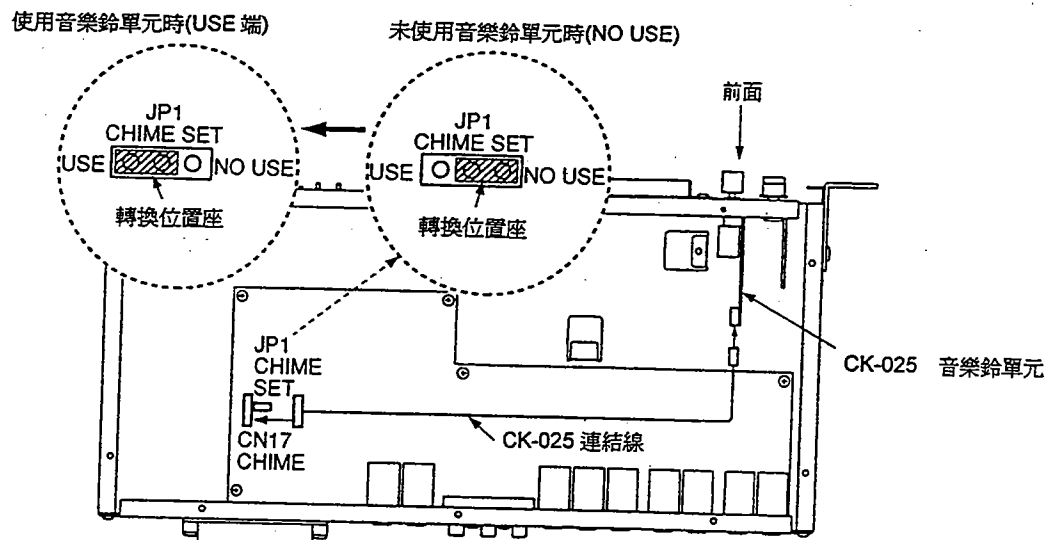 使用音樂鈴單元時(USE 端)
未使用音樂鈴單元時(NO USE)
JP1
CHIME SET
USE
NO USE
轉換位置座
JP1
CHIME SET
USE
NO USE
轉換位置座
前面
JP1
CHIME
SET
CN17
CHIME
CK-025 連結線
CK-025 音樂鈴單元